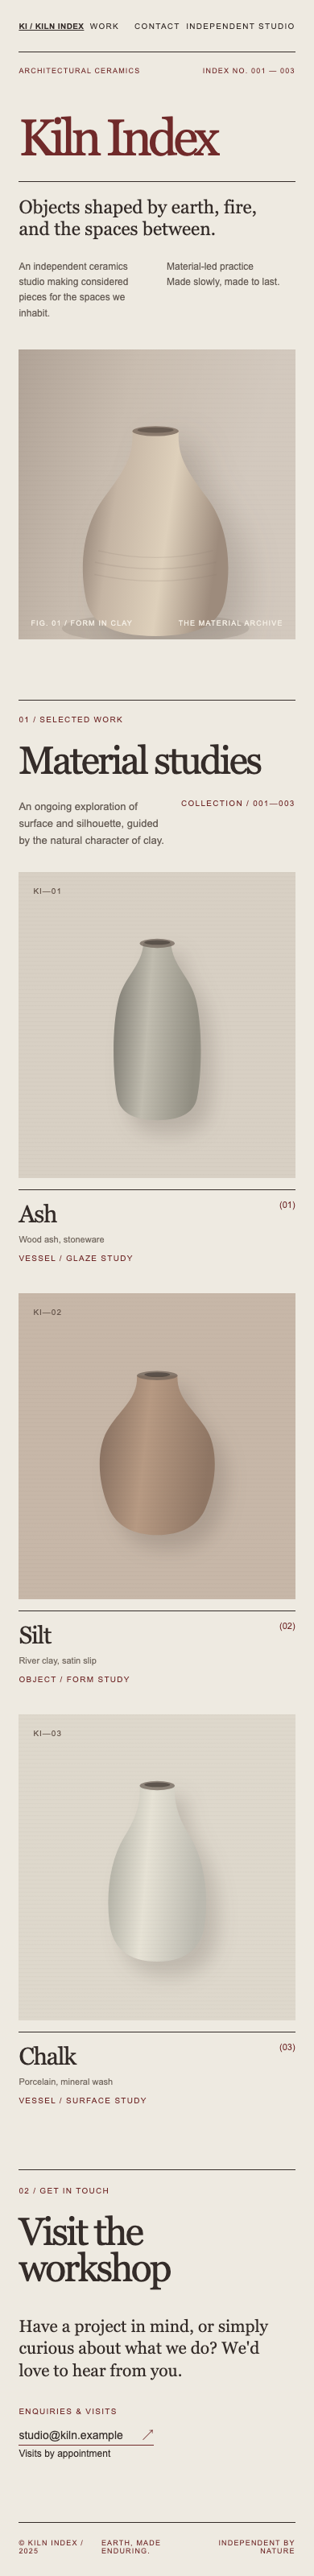 KI / KILN INDEX WORK CONTACT INDEPENDENT STUDIO
ARCHITECTURAL CERAMICS INDEX NO. 001 — 003
Kiln Index
Objects shaped by earth, fire,
and the spaces between.
An independent ceramics
studio making considered
pieces for the spaces we
inhabit.
Material-led practice
Made slowly, made to last.
FIG. 01 / FORM IN CLAY THE MATERIAL ARCHIVE
01 / SELECTED WORK
Material studies
An ongoing exploration of
surface and silhouette, guided
by the natural character of clay.
COLLECTION / 001—003
KI—01
Ash (01)
Wood ash, stoneware
VESSEL / GLAZE STUDY
KI—02
Silt (02)
River clay, satin slip
OBJECT / FORM STUDY
KI—03
Chalk (03)
Porcelain, mineral wash
VESSEL / SURFACE STUDY
02 / GET IN TOUCH
Visit the
workshop
Have a project in mind, or simply
curious about what we do? We'd
love to hear from you.
ENQUIRIES & VISITS
studio@kiln.example ↗
Visits by appointment
© KILN INDEX /
2025
EARTH, MADE
ENDURING.
INDEPENDENT BY
NATURE